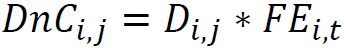 DnC_{i,j} = D_{i,j} * FE_{i,t}